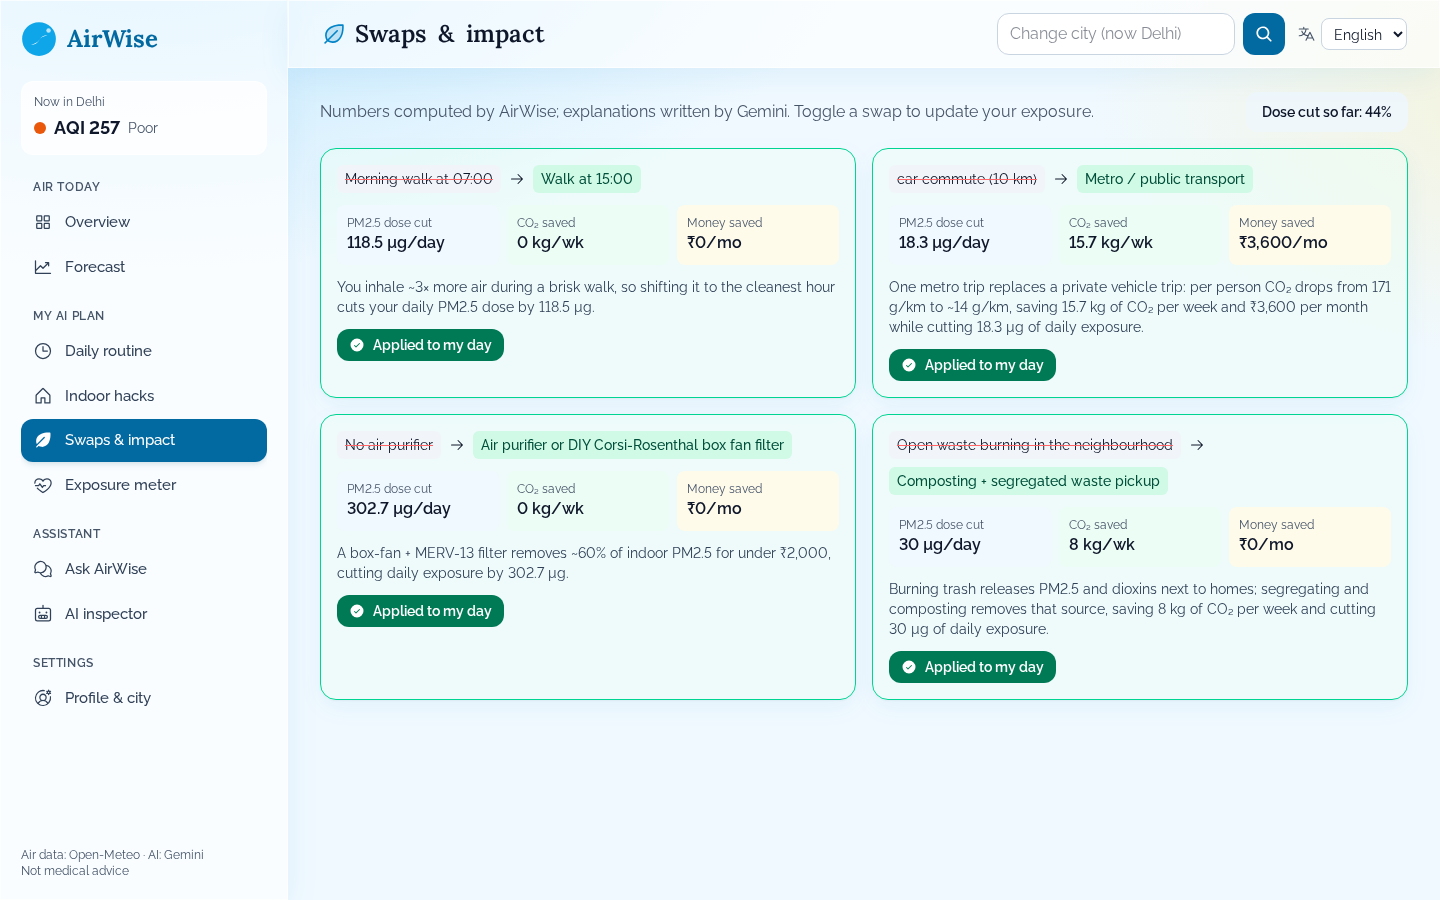 AirWise
Now in Delhi
AQI 257 Poor
AIR TODAY
Overview
Forecast
MY AI PLAN
Daily routine
Indoor hacks
Swaps & impact
Exposure meter
ASSISTANT
Ask AirWise
AI inspector
SETTINGS
Profile & city
Air data: Open-Meteo · AI: Gemini
Not medical advice
Swaps & impact
Change city (now Delhi)
English
Numbers computed by AirWise; explanations written by Gemini. Toggle a swap to update your exposure.
Dose cut so far: 44%
Morning walk at 07:00 → Walk at 15:00
PM2.5 dose cut CO₂ saved Money saved
118.5 µg/day 0 kg/wk ₹0/mo
You inhale ~3× more air during a brisk walk, so shifting it to the cleanest hour
cuts your daily PM2.5 dose by 118.5 µg.
Applied to my day
car commute (10 km) → Metro / public transport
PM2.5 dose cut CO₂ saved Money saved
18.3 µg/day 15.7 kg/wk ₹3,600/mo
One metro trip replaces a private vehicle trip: per person CO₂ drops from 171
g/km to ~14 g/km, saving 15.7 kg of CO₂ per week and ₹3,600 per month
while cutting 18.3 µg of daily exposure.
Applied to my day
No air purifier → Air purifier or DIY Corsi-Rosenthal box fan filter
PM2.5 dose cut CO₂ saved Money saved
302.7 µg/day 0 kg/wk ₹0/mo
A box-fan + MERV-13 filter removes ~60% of indoor PM2.5 for under ₹2,000,
cutting daily exposure by 302.7 µg.
Applied to my day
Open waste burning in the neighbourhood →
Composting + segregated waste pickup
PM2.5 dose cut CO₂ saved Money saved
30 µg/day 8 kg/wk ₹0/mo
Burning trash releases PM2.5 and dioxins next to homes; segregating and
composting removes that source, saving 8 kg of CO₂ per week and cutting
30 µg of daily exposure.
Applied to my day